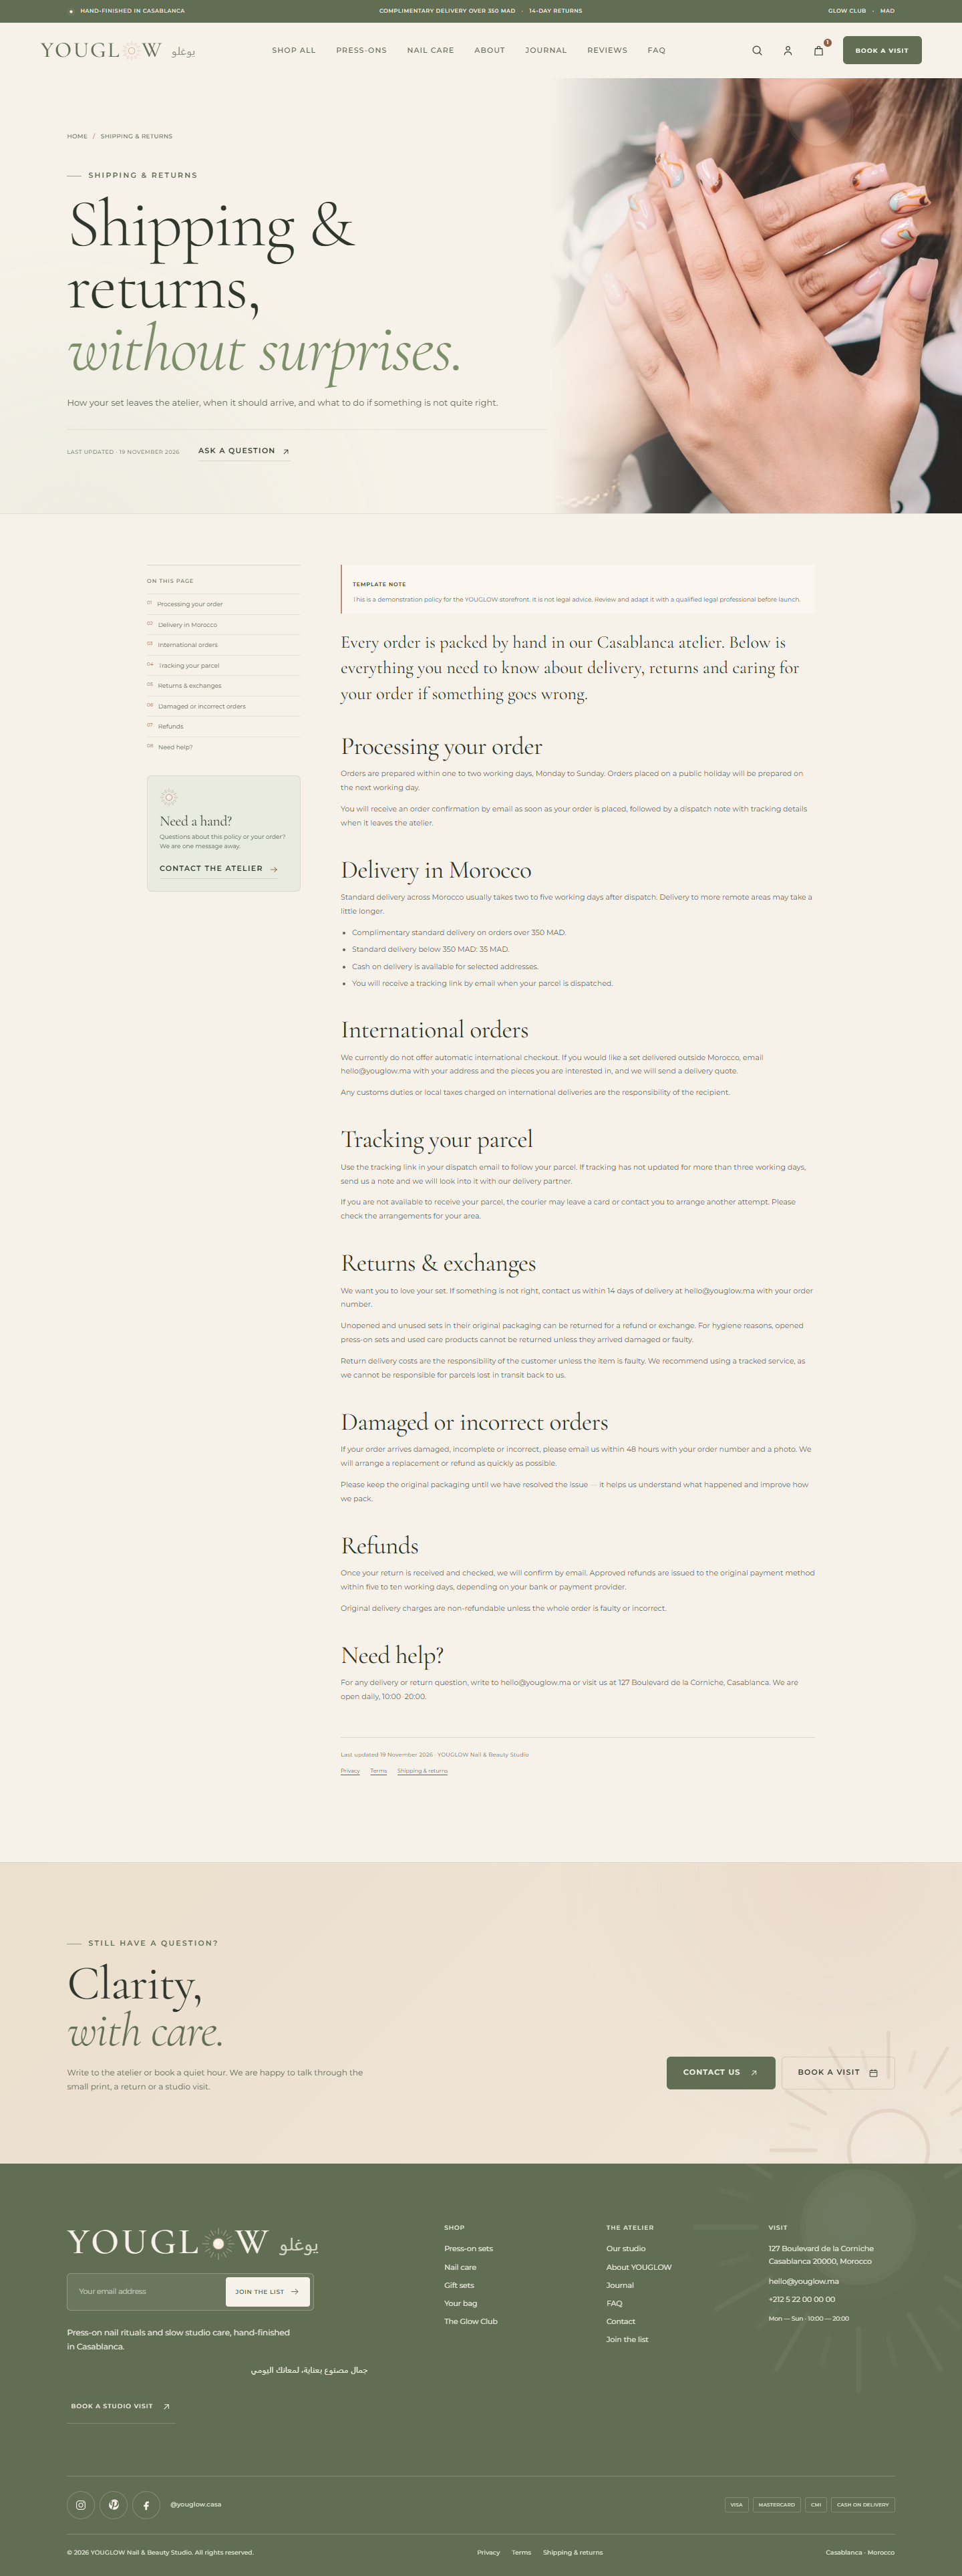 HAND-FINISHED IN CASABLANCA
COMPLIMENTARY DELIVERY OVER 350 MAD · 14-DAY RETURNS
GLOW CLUB · MAD
YOUGLOW يوغلو
SHOP ALL PRESS-ONS NAIL CARE ABOUT JOURNAL REVIEWS FAQ
1
BOOK A VISIT
HOME / SHIPPING & RETURNS
SHIPPING & RETURNS
Shipping &
returns,
without surprises.
How your set leaves the atelier, when it should arrive, and what to do if something is not quite right.
LAST UPDATED · 19 NOVEMBER 2026
ASK A QUESTION
ON THIS PAGE
01 Processing your order
02 Delivery in Morocco
03 International orders
04 Tracking your parcel
05 Returns & exchanges
06 Damaged or incorrect orders
07 Refunds
08 Need help?
Need a hand?
Questions about this policy or your order?
We are one message away.
CONTACT THE ATELIER
TEMPLATE NOTE
This is a demonstration policy for the YOUGLOW storefront. It is not legal advice. Review and adapt it with a qualified legal professional before launch.
Every order is packed by hand in our Casablanca atelier. Below is
everything you need to know about delivery, returns and caring for
your order if something goes wrong.
Processing your order
Orders are prepared within one to two working days, Monday to Sunday. Orders placed on a public holiday will be prepared on
the next working day.
You will receive an order confirmation by email as soon as your order is placed, followed by a dispatch note with tracking details
when it leaves the atelier.
Delivery in Morocco
Standard delivery across Morocco usually takes two to five working days after dispatch. Delivery to more remote areas may take a
little longer.
• Complimentary standard delivery on orders over 350 MAD.
• Standard delivery below 350 MAD: 35 MAD.
• Cash on delivery is available for selected addresses.
• You will receive a tracking link by email when your parcel is dispatched.
International orders
We currently do not offer automatic international checkout. If you would like a set delivered outside Morocco, email
hello@youglow.ma with your address and the pieces you are interested in, and we will send a delivery quote.
Any customs duties or local taxes charged on international deliveries are the responsibility of the recipient.
Tracking your parcel
Use the tracking link in your dispatch email to follow your parcel. If tracking has not updated for more than three working days,
send us a note and we will look into it with our delivery partner.
If you are not available to receive your parcel, the courier may leave a card or contact you to arrange another attempt. Please
check the arrangements for your area.
Returns & exchanges
We want you to love your set. If something is not right, contact us within 14 days of delivery at hello@youglow.ma with your order
number.
Unopened and unused sets in their original packaging can be returned for a refund or exchange. For hygiene reasons, opened
press-on sets and used care products cannot be returned unless they arrived damaged or faulty.
Return delivery costs are the responsibility of the customer unless the item is faulty. We recommend using a tracked service, as
we cannot be responsible for parcels lost in transit back to us.
Damaged or incorrect orders
If your order arrives damaged, incomplete or incorrect, please email us within 48 hours with your order number and a photo. We
will arrange a replacement or refund as quickly as possible.
Please keep the original packaging until we have resolved the issue — it helps us understand what happened and improve how
we pack.
Refunds
Once your return is received and checked, we will confirm by email. Approved refunds are issued to the original payment method
within five to ten working days, depending on your bank or payment provider.
Original delivery charges are non-refundable unless the whole order is faulty or incorrect.
Need help?
For any delivery or return question, write to hello@youglow.ma or visit us at 127 Boulevard de la Corniche, Casablanca. We are
open daily, 10:00–20:00.
Last updated 19 November 2026 · YOUGLOW Nail & Beauty Studio
Privacy Terms Shipping & returns
STILL HAVE A QUESTION?
Clarity,
with care.
Write to the atelier or book a quiet hour. We are happy to talk through the
small print, a return or a studio visit.
CONTACT US
BOOK A VISIT
YOUGLOW يوغلو
Your email address
JOIN THE LIST
Press-on nail rituals and slow studio care, hand-finished
in Casablanca.
جمال مصنوع بعناية، لمعانك اليومي
BOOK A STUDIO VISIT
SHOP
Press-on sets
Nail care
Gift sets
Your bag
The Glow Club
THE ATELIER
Our studio
About YOUGLOW
Journal
FAQ
Contact
Join the list
VISIT
127 Boulevard de la Corniche
Casablanca 20000, Morocco
hello@youglow.ma
+212 5 22 00 00 00
Mon — Sun · 10:00 — 20:00
@youglow.casa
VISA MASTERCARD CMI CASH ON DELIVERY
© 2026 YOUGLOW Nail & Beauty Studio. All rights reserved.
Privacy Terms Shipping & returns
Casablanca · Morocco